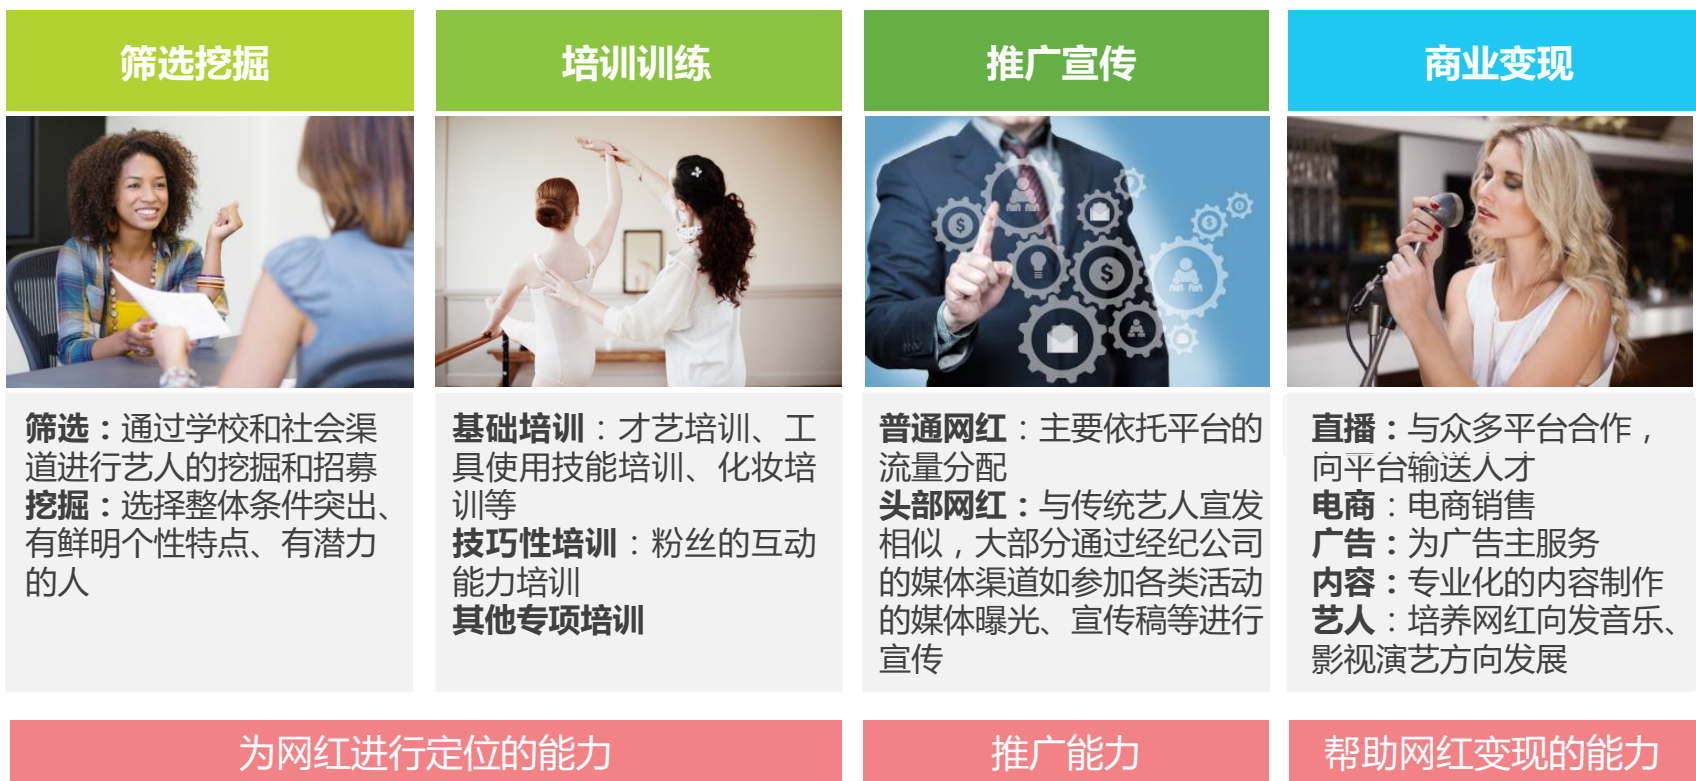 筛选挖掘
培训训练
推广宣传
商业变现
筛选：通过学校和社会渠
道进行艺人的挖掘和招募
挖掘：选择整体条件突出、
有鲜明个性特点、有潜力
的人
基础培训：才艺培训、工
具使用技能培训、化妆培
训等
技巧性培训：粉丝的互动
能力培训
其他专项培训
普通网红：主要依托平台的
流量分配
头部网红：与传统艺人宣发
相似，大部分通过经纪公司
的媒体渠道如参加各类活动
的媒体曝光、宣传稿等进行
宣传
直播：与众多平台合作，
向平台输送人才
电商：电商销售
广告：为广告主服务
内容：专业化的内容制作
艺人：培养网红向发音乐、
影视演艺方向发展
为网红进行定位的能力
推广能力
帮助网红变现的能力